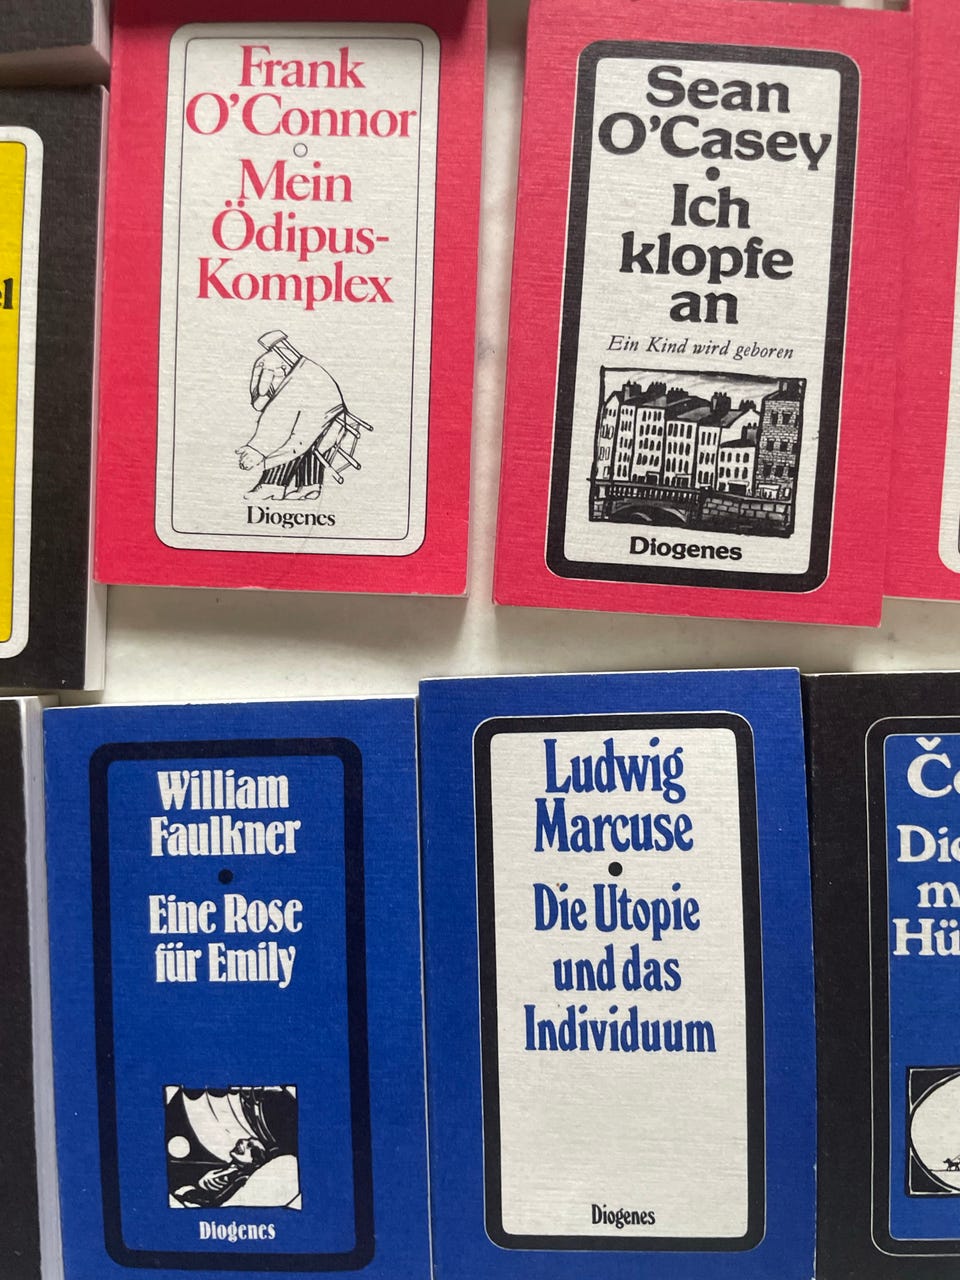 Frank
O'Connor
Mein
Ödipus-
Komplex
Diogenes
Sean
O'Casey
Ich
klopfe
an
Ein Kind wird geboren
Diogenes
William
Faulkner
Eine Rose
für Emily
Diogenes
Ludwig
Marcuse
Die Utopie
und das
Individuum
Diogenes